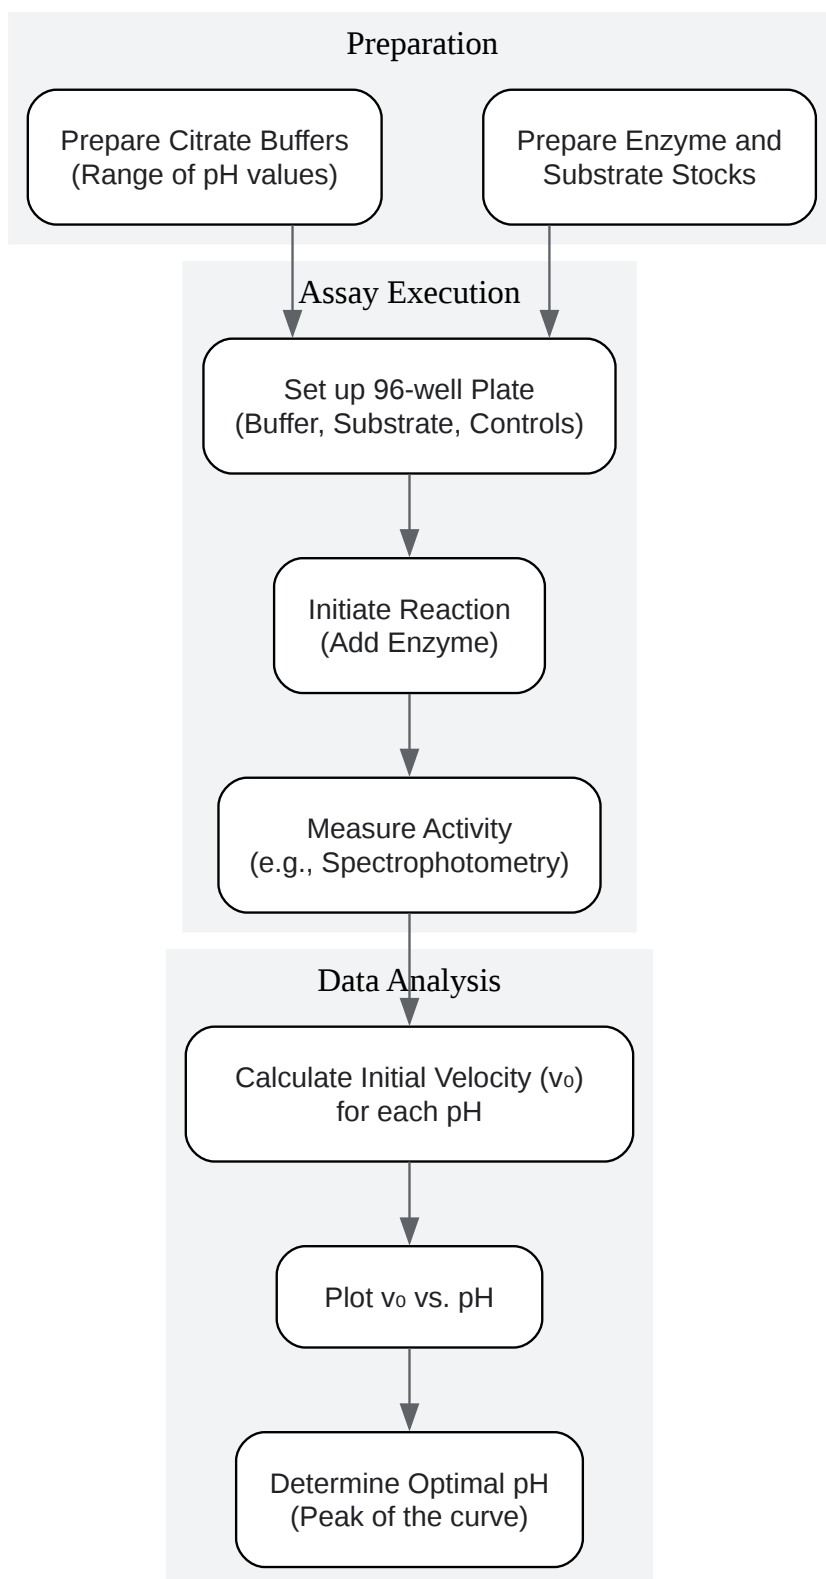 Preparation
Prepare Citrate Buffers
(Range of pH values)
Prepare Enzyme and
Substrate Stocks
Assay Execution
Set up 96-well Plate
(Buffer, Substrate, Controls)
Initiate Reaction
(Add Enzyme)
Measure Activity
(e.g., Spectrophotometry)
Data Analysis
Calculate Initial Velocity (v₀)
for each pH
Plot v₀ vs. pH
Determine Optimal pH
(Peak of the curve)